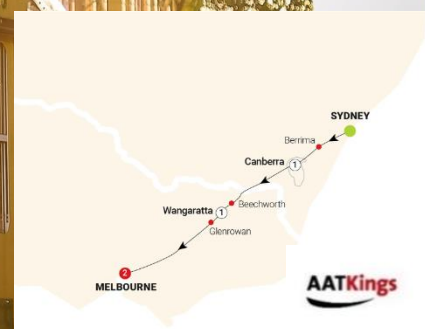 SYDNEY
Berrima
Canberra 1
Beechworth
Wangaratta 1
Glenrowan
2
MELBOURNE
AATKings